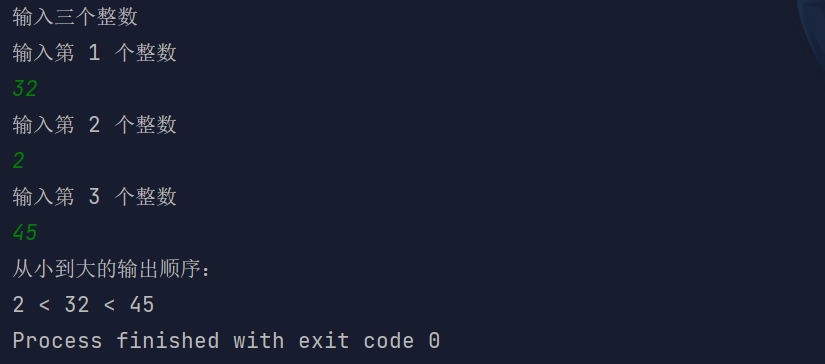 输入三个整数
输入第 1 个整数
32
输入第 2 个整数
2
输入第 3 个整数
45
从小到大的输出顺序：
2 < 32 < 45
Process finished with exit code 0